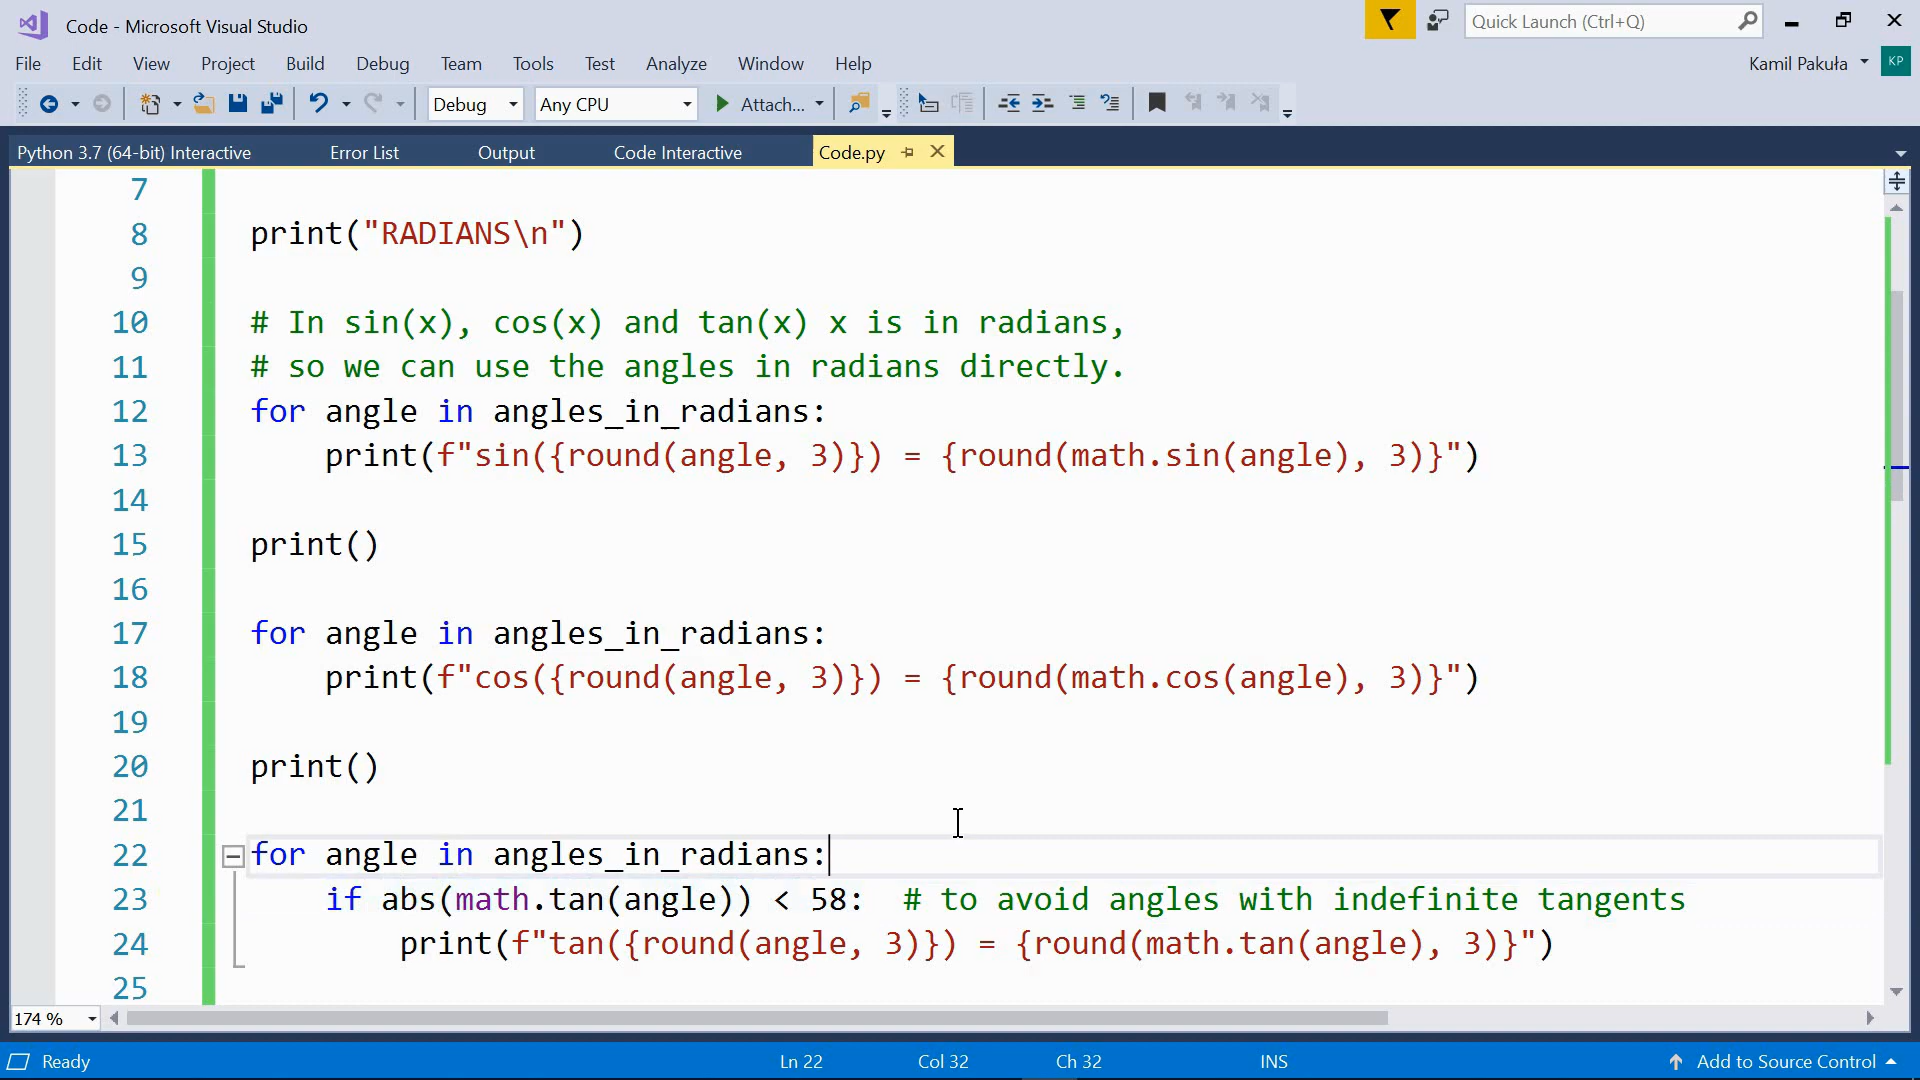 Code - Microsoft Visual Studio
Quick Launch (Ctrl+Q)
File Edit View Project Build Debug Team Tools Test Analyze Window Help
Kamil Pakuła KP
Debug Any CPU Attach...
Python 3.7 (64-bit) Interactive Error List Output Code Interactive Code.py
7
8 print("RADIANS\n")
9
10 # In sin(x), cos(x) and tan(x) x is in radians,
11 # so we can use the angles in radians directly.
12 for angle in angles_in_radians:
13     print(f"sin({round(angle, 3)}) = {round(math.sin(angle), 3)}")
14
15 print()
16
17 for angle in angles_in_radians:
18     print(f"cos({round(angle, 3)}) = {round(math.cos(angle), 3)}")
19
20 print()
21
22 for angle in angles_in_radians:
23     if abs(math.tan(angle)) < 58:  # to avoid angles with indefinite tangents
24         print(f"tan({round(angle, 3)}) = {round(math.tan(angle), 3)}")
25
174 %
Ready Ln 22 Col 32 Ch 32 INS Add to Source Control